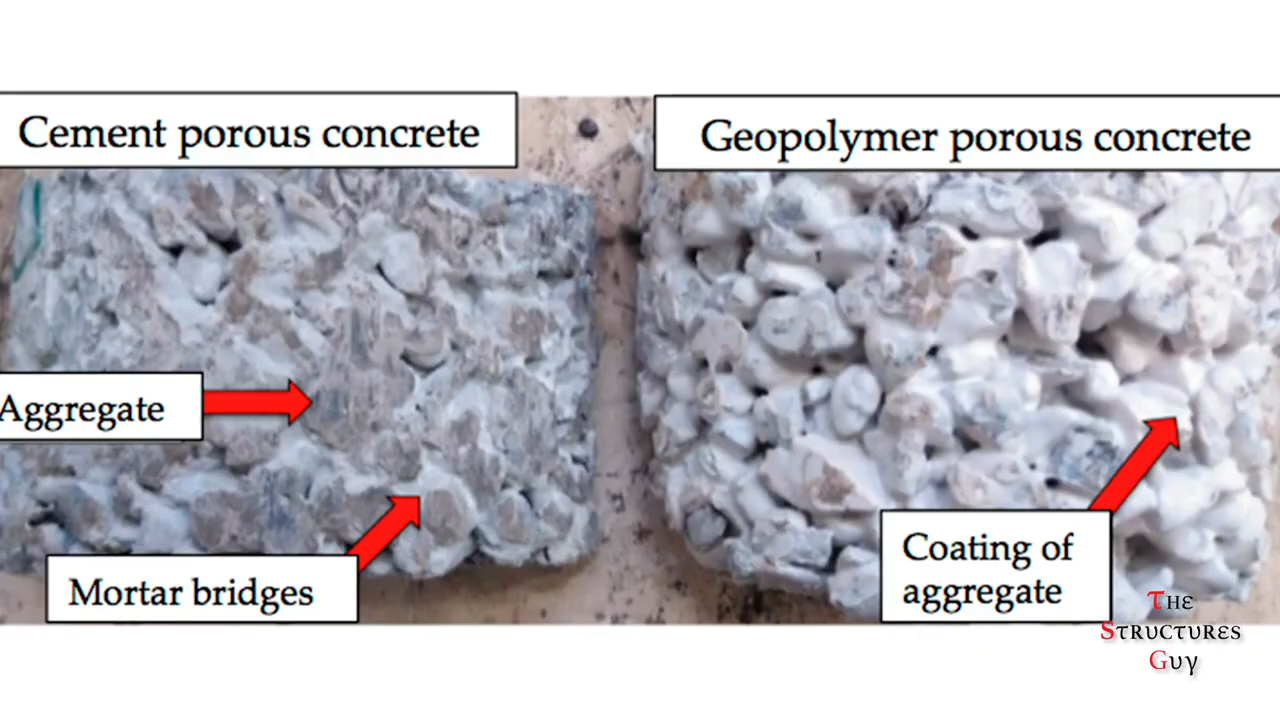 Cement porous concrete
Geopolymer porous concrete
Aggregate
Mortar bridges
Coating of
aggregate
THE
STRUCTURES
GUY